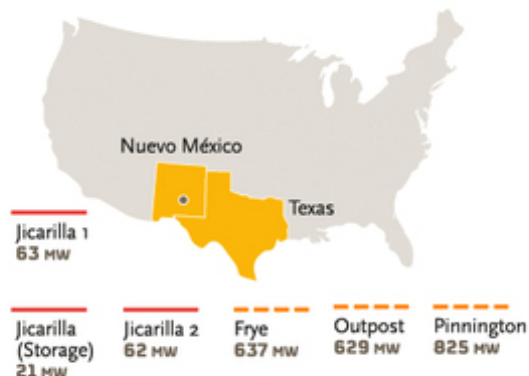 Nuevo México
Texas
Jicarilla 1
63 MW
Jicarilla
(Storage)
21 MW
Jicarilla 2
62 MW
Frye
637 MW
Outpost
629 MW
Pinnington
825 MW